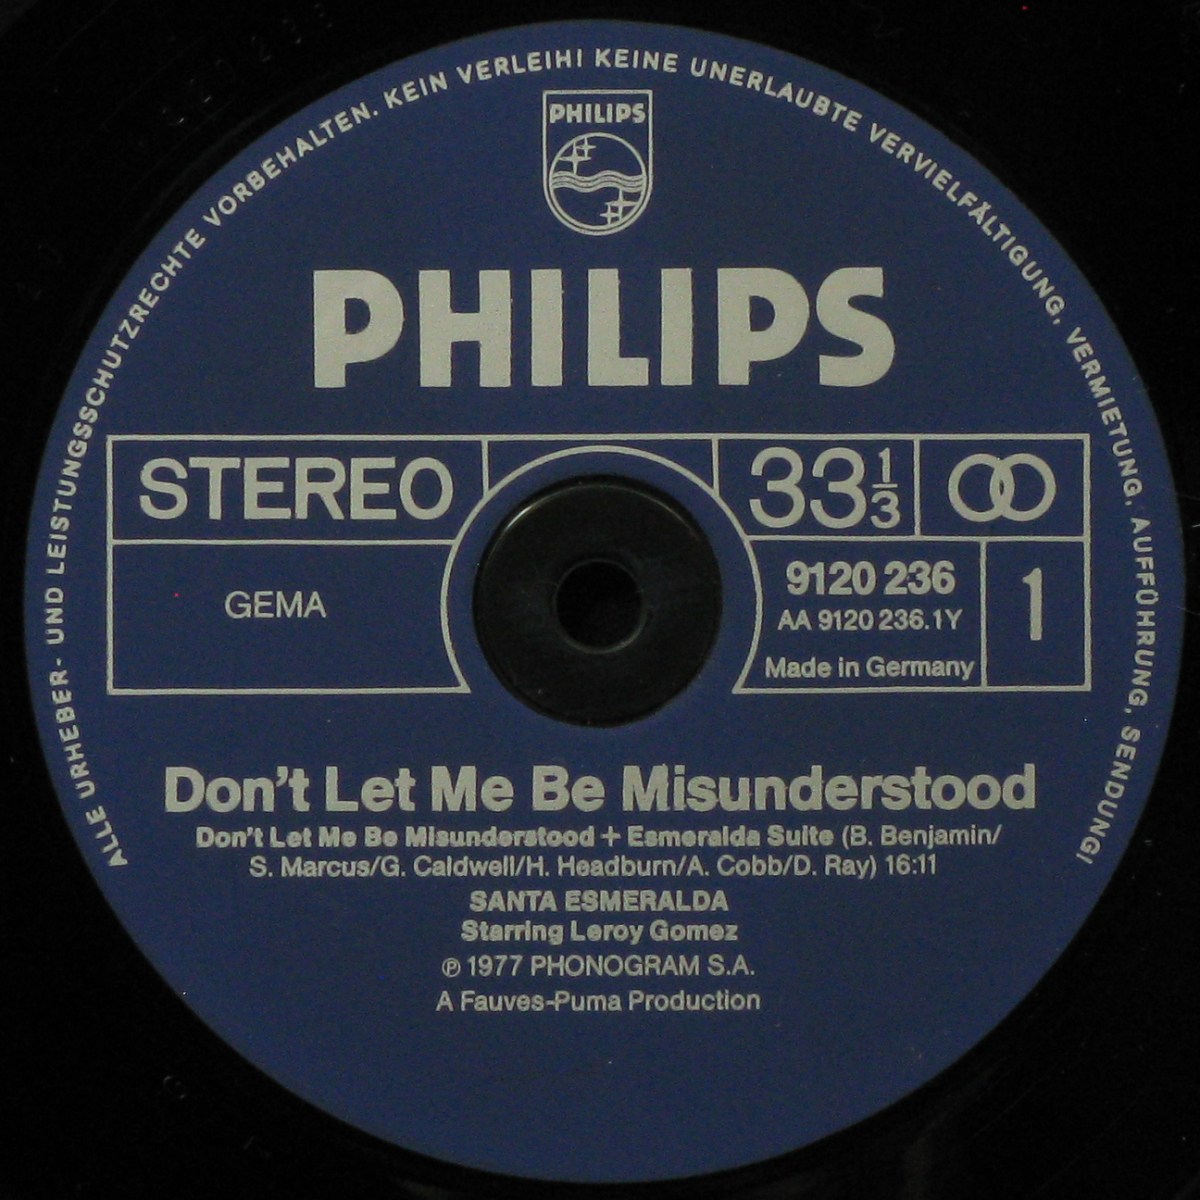 ALLE URHEBER- UND LEISTUNGSSCHUTZRECHTE VORBEHALTEN. KEIN VERLEIH! KEINE UNERLAUBTE VERVIELFÄLTIGUNG, VERMIETUNG, AUFFÜHRUNG, SENDUNG!
PHILIPS
PHILIPS
STEREO
33 1/3
GEMA
9120 236
AA 9120 236.1Y
Made in Germany
1
Don't Let Me Be Misunderstood
Don't Let Me Be Misunderstood + Esmeralda Suite (B. Benjamin/
S. Marcus/G. Caldwell/H. Headburn/A. Cobb/D. Ray) 16:11
SANTA ESMERALDA
Starring Leroy Gomez
℗ 1977 PHONOGRAM S.A.
A Fauves-Puma Production